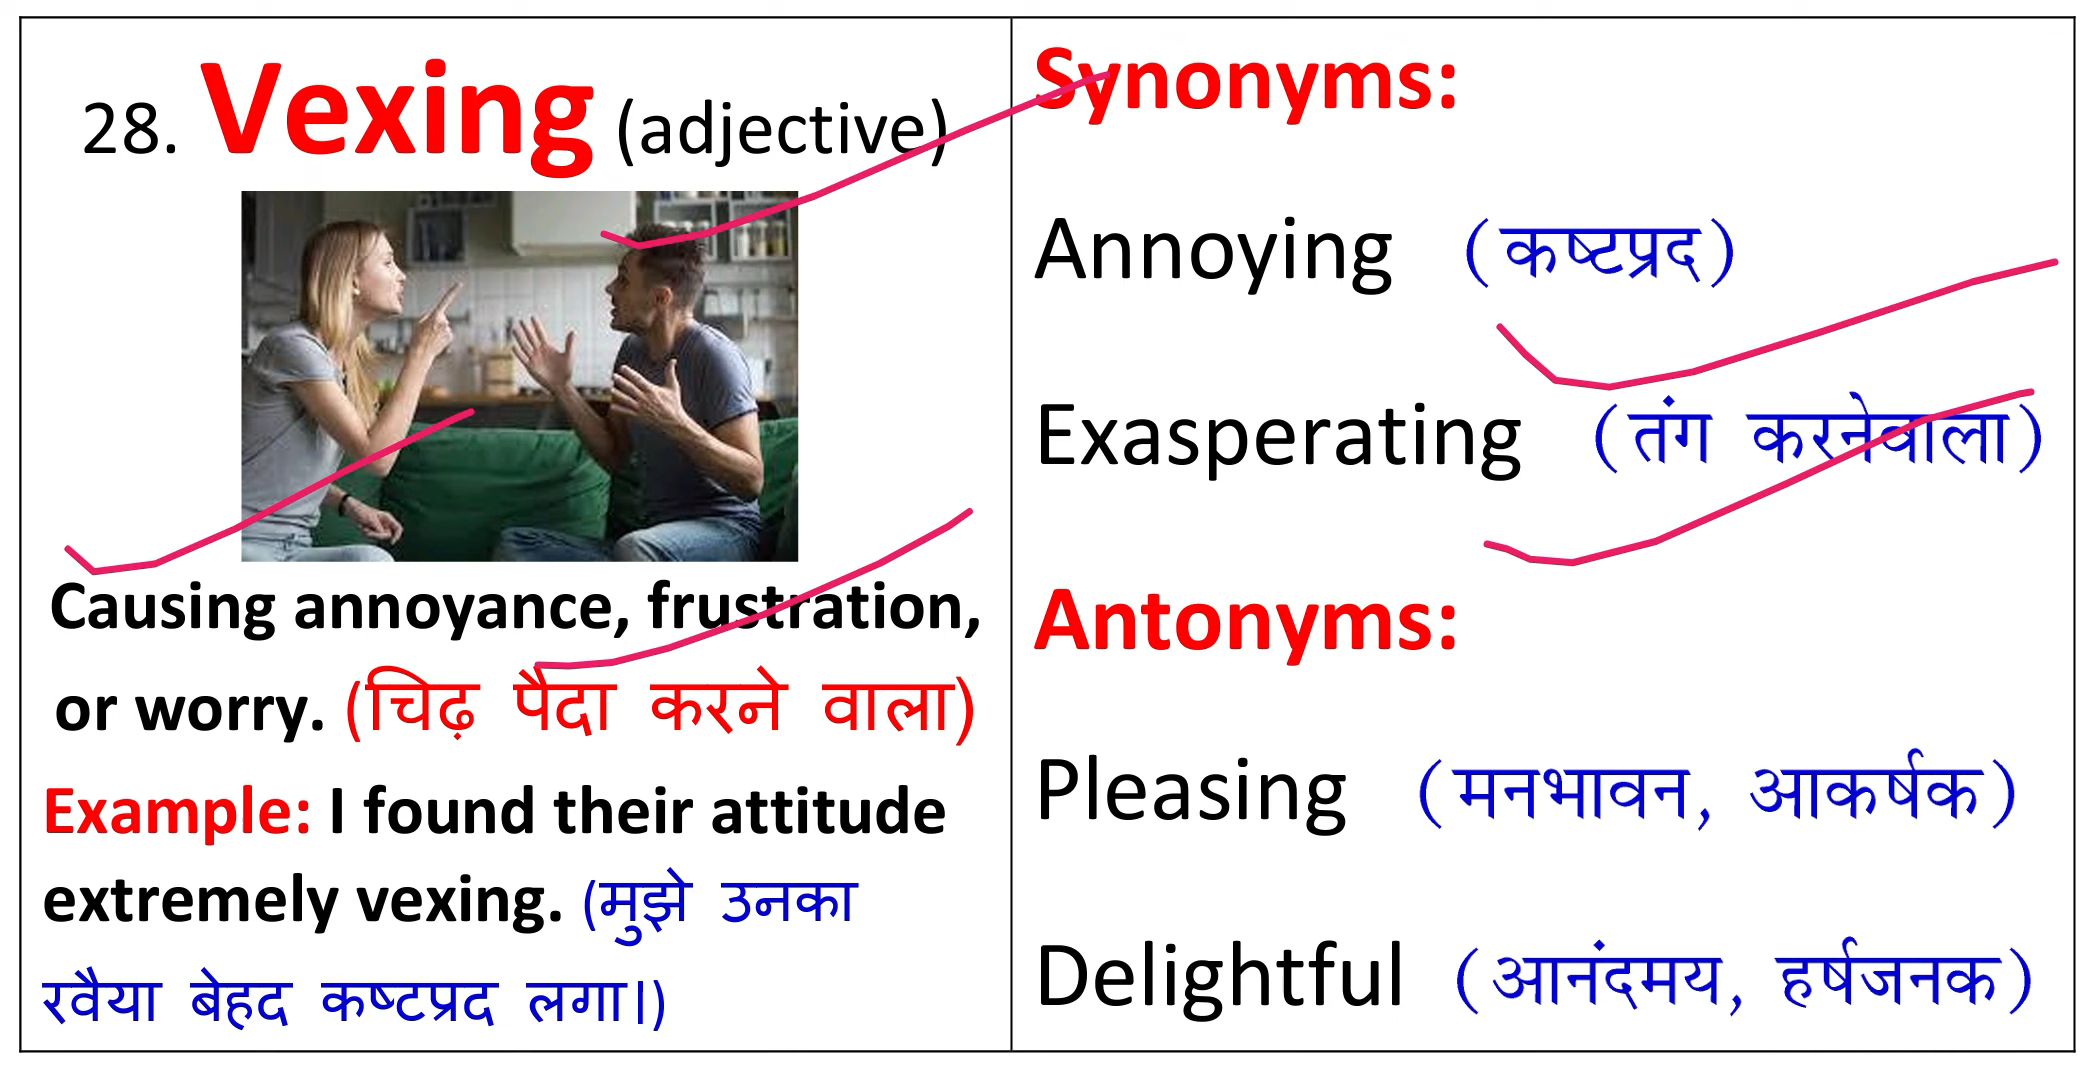 28. Vexing (adjective)
Causing annoyance, frustration,
or worry. (चिढ़ पैदा करने वाला)
Example: I found their attitude
extremely vexing. (मुझे उनका
रवैया बेहद कष्टप्रद लगा।)
Synonyms:
Annoying (कष्टप्रद)
Exasperating (तंग करनेवाला)
Antonyms:
Pleasing (मनभावन, आकर्षक)
Delightful (आनंदमय, हर्षजनक)